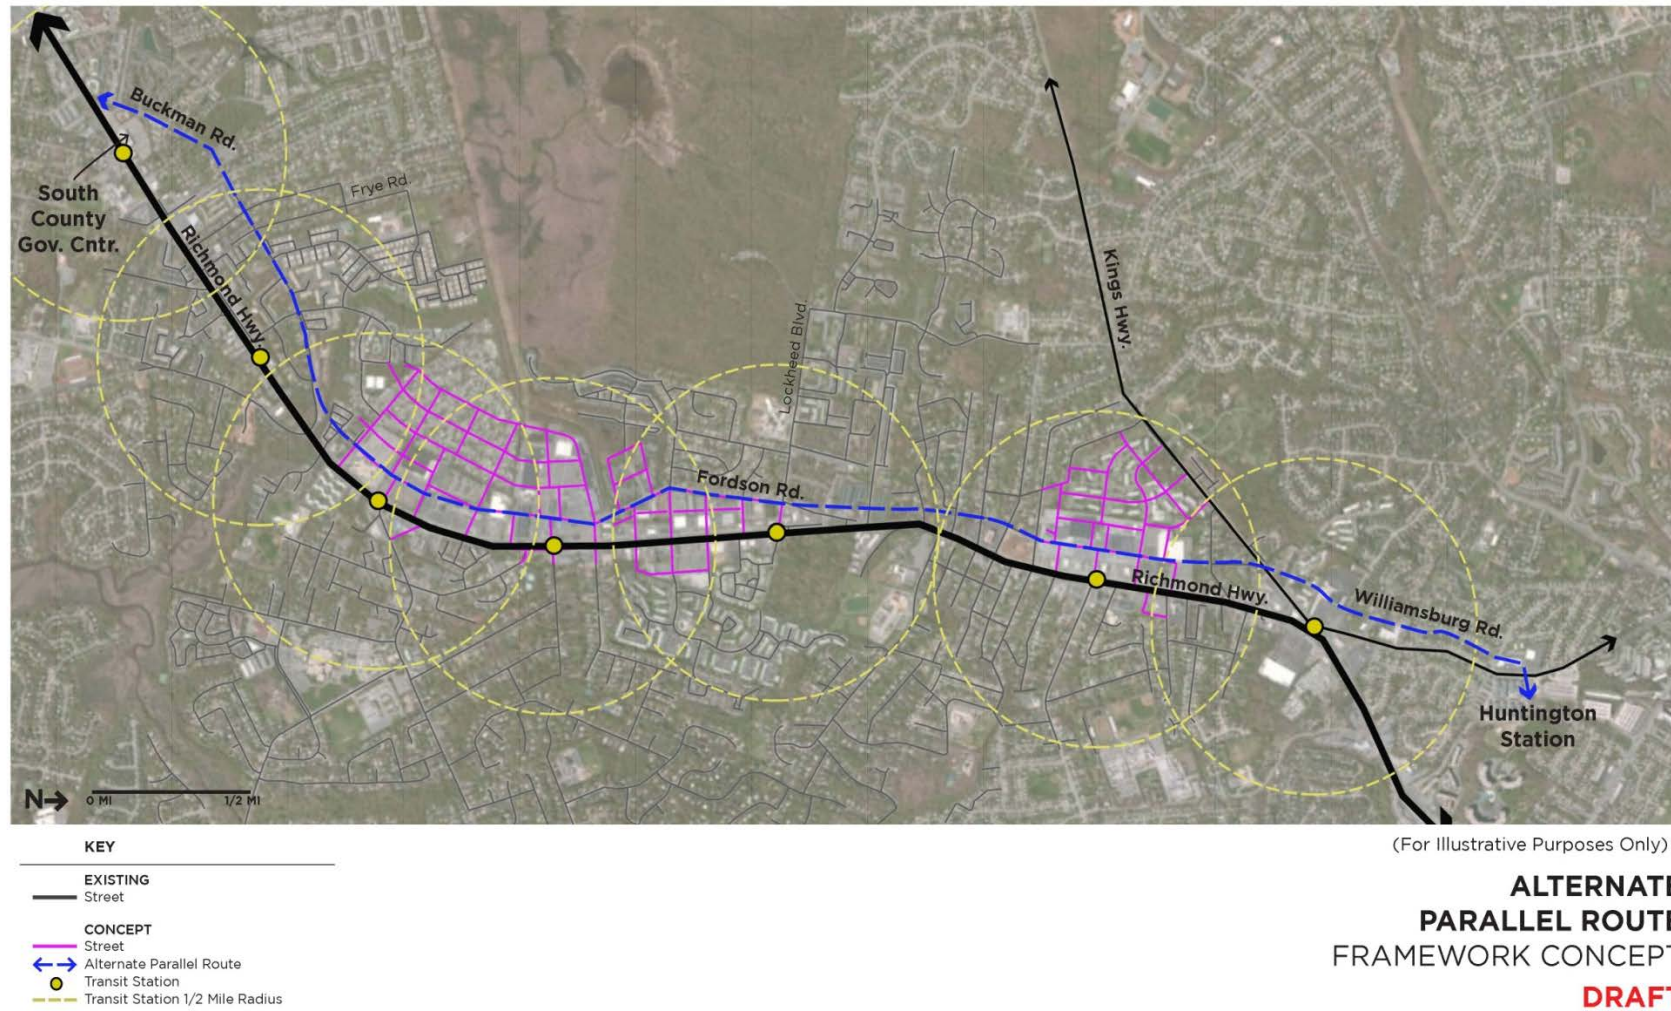 Buckman Rd.
South
County
Gov. Cntr.
Frye Rd.
Richmond Hwy.
Lockheed Blvd.
Kings Hwy.
Fordson Rd.
Richmond Hwy.
Williamsburg Rd.
Huntington
Station
N
0 MI 1/2 MI
KEY
EXISTING
Street
CONCEPT
Street
Alternate Parallel Route
Transit Station
Transit Station 1/2 Mile Radius
(For Illustrative Purposes Only)
ALTERNATE
PARALLEL ROUTE
FRAMEWORK CONCEPT
DRAFT